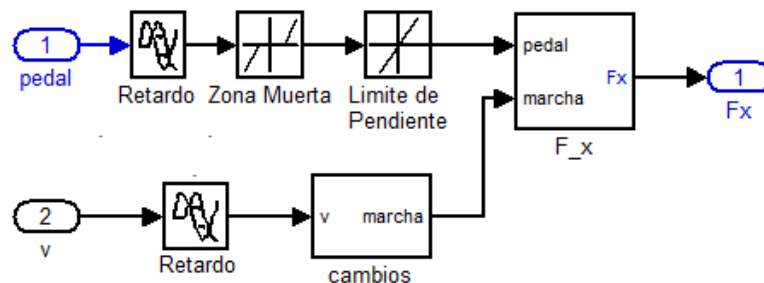 1
pedal
Retardo
Zona Muerta
Limite de
Pendiente
pedal
marcha
Fx
F_x
1
Fx
2
v
Retardo
v
marcha
cambios